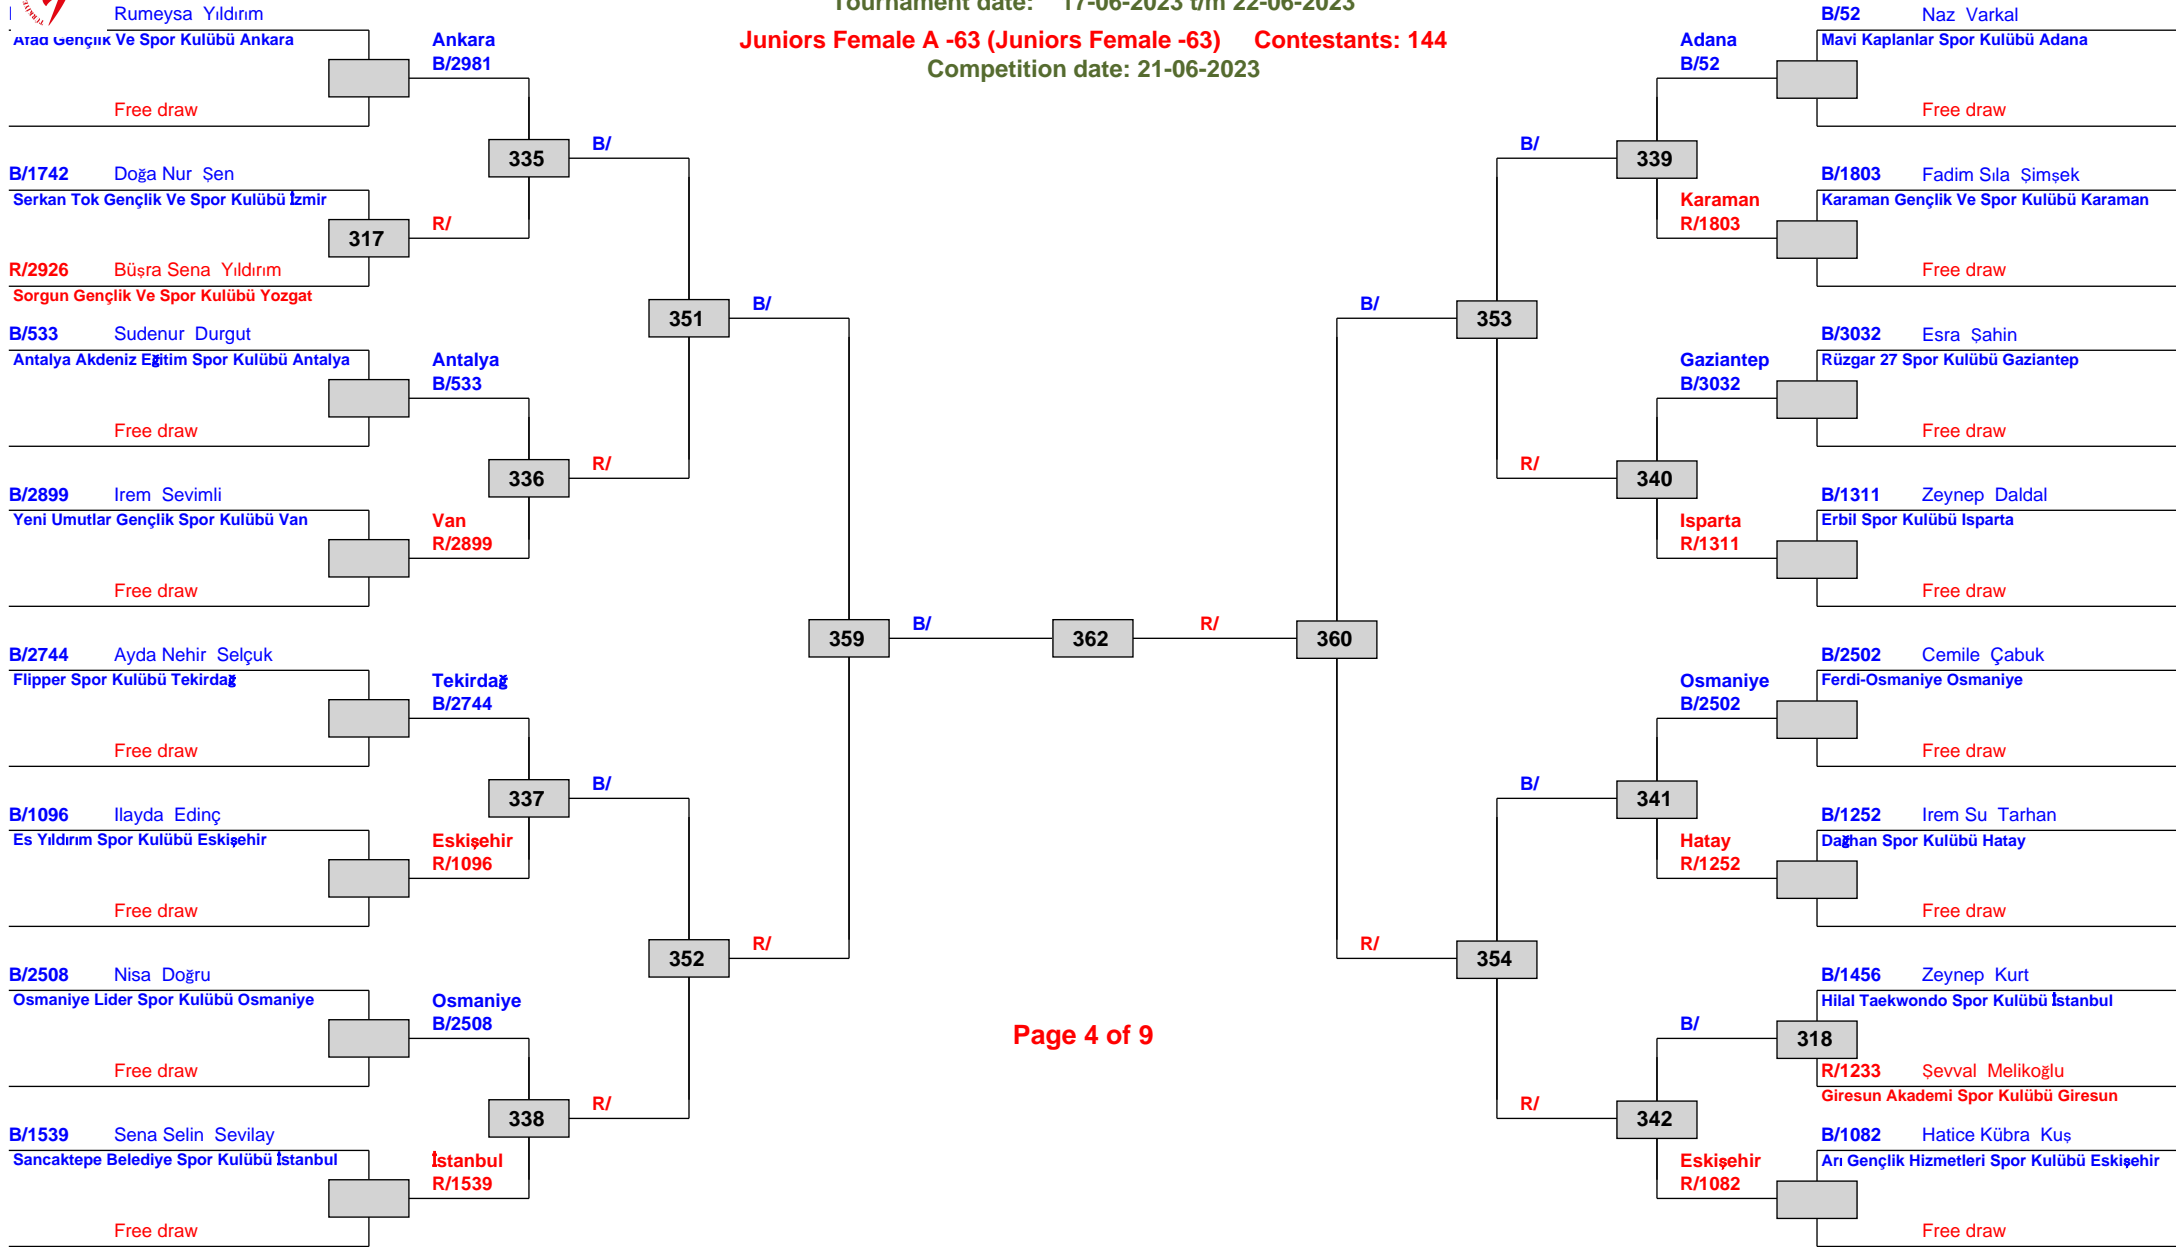 Tournament date: 17-06-2023 t/m 22-06-2023
Juniors Female A -63 (Juniors Female -63) Contestants: 144
Competition date: 21-06-2023
Rumeysa Yıldırım
Afad Gençlik Ve Spor Kulübü Ankara
Free draw
Ankara
B/2981
B/1742 Doğa Nur Şen
Serkan Tok Gençlik Ve Spor Kulübü İzmir
317
R/2926 Büşra Sena Yıldırım
Sorgun Gençlik Ve Spor Kulübü Yozgat
R/
335
B/
B/533 Sudenur Durgut
Antalya Akdeniz Eğitim Spor Kulübü Antalya
Free draw
Antalya
B/533
B/2899 Irem Sevimli
Yeni Umutlar Gençlik Spor Kulübü Van
Free draw
Van
R/2899
336
R/
351
B/
B/2744 Ayda Nehir Selçuk
Flipper Spor Kulübü Tekirdağ
Free draw
Tekirdağ
B/2744
B/1096 Ilayda Edinç
Es Yıldırım Spor Kulübü Eskişehir
Free draw
Eskişehir
R/1096
337
B/
B/2508 Nisa Doğru
Osmaniye Lider Spor Kulübü Osmaniye
Free draw
Osmaniye
B/2508
B/1539 Sena Selin Sevilay
Sancaktepe Belediye Spor Kulübü İstanbul
Free draw
İstanbul
R/1539
338
R/
352
R/
359
B/
362
R/
360
B/
353
B/
339
Adana
B/52
B/52 Naz Varkal
Mavi Kaplanlar Spor Kulübü Adana
Free draw
Karaman
R/1803
B/1803 Fadim Sıla Şimşek
Karaman Gençlik Ve Spor Kulübü Karaman
Free draw
R/
340
Gaziantep
B/3032
B/3032 Esra Şahin
Rüzgar 27 Spor Kulübü Gaziantep
Free draw
Isparta
R/1311
B/1311 Zeynep Daldal
Erbil Spor Kulübü Isparta
Free draw
R/
354
B/
341
Osmaniye
B/2502
B/2502 Cemile Çabuk
Ferdi-Osmaniye Osmaniye
Free draw
Hatay
R/1252
B/1252 Irem Su Tarhan
Dağhan Spor Kulübü Hatay
Free draw
R/
342
B/
318
B/1456 Zeynep Kurt
Hilal Taekwondo Spor Kulübü İstanbul
R/1233 Şevval Melikoğlu
Giresun Akademi Spor Kulübü Giresun
Eskişehir
R/1082
B/1082 Hatice Kübra Kuş
Arı Gençlik Hizmetleri Spor Kulübü Eskişehir
Free draw
Page 4 of 9